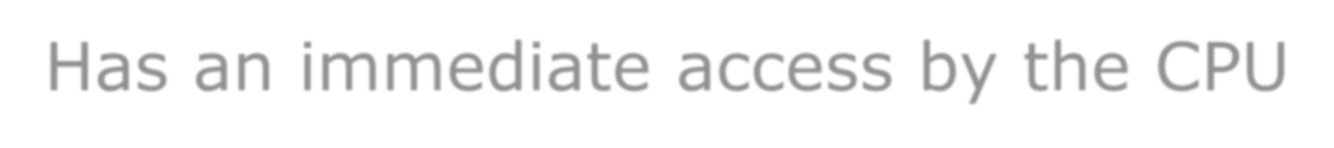 Has an immediate access by the CPU